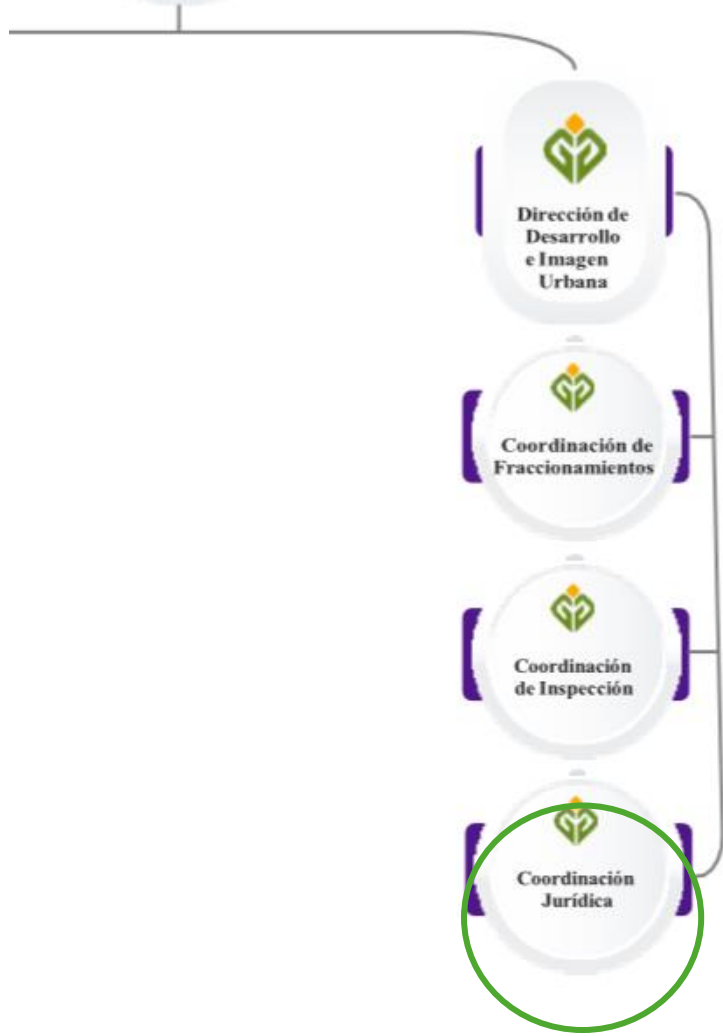 Dirección de
Desarrollo
e Imagen
Urbana
Coordinación de
Fraccionamientos
Coordinación
de Inspección
Coordinación
Jurídica